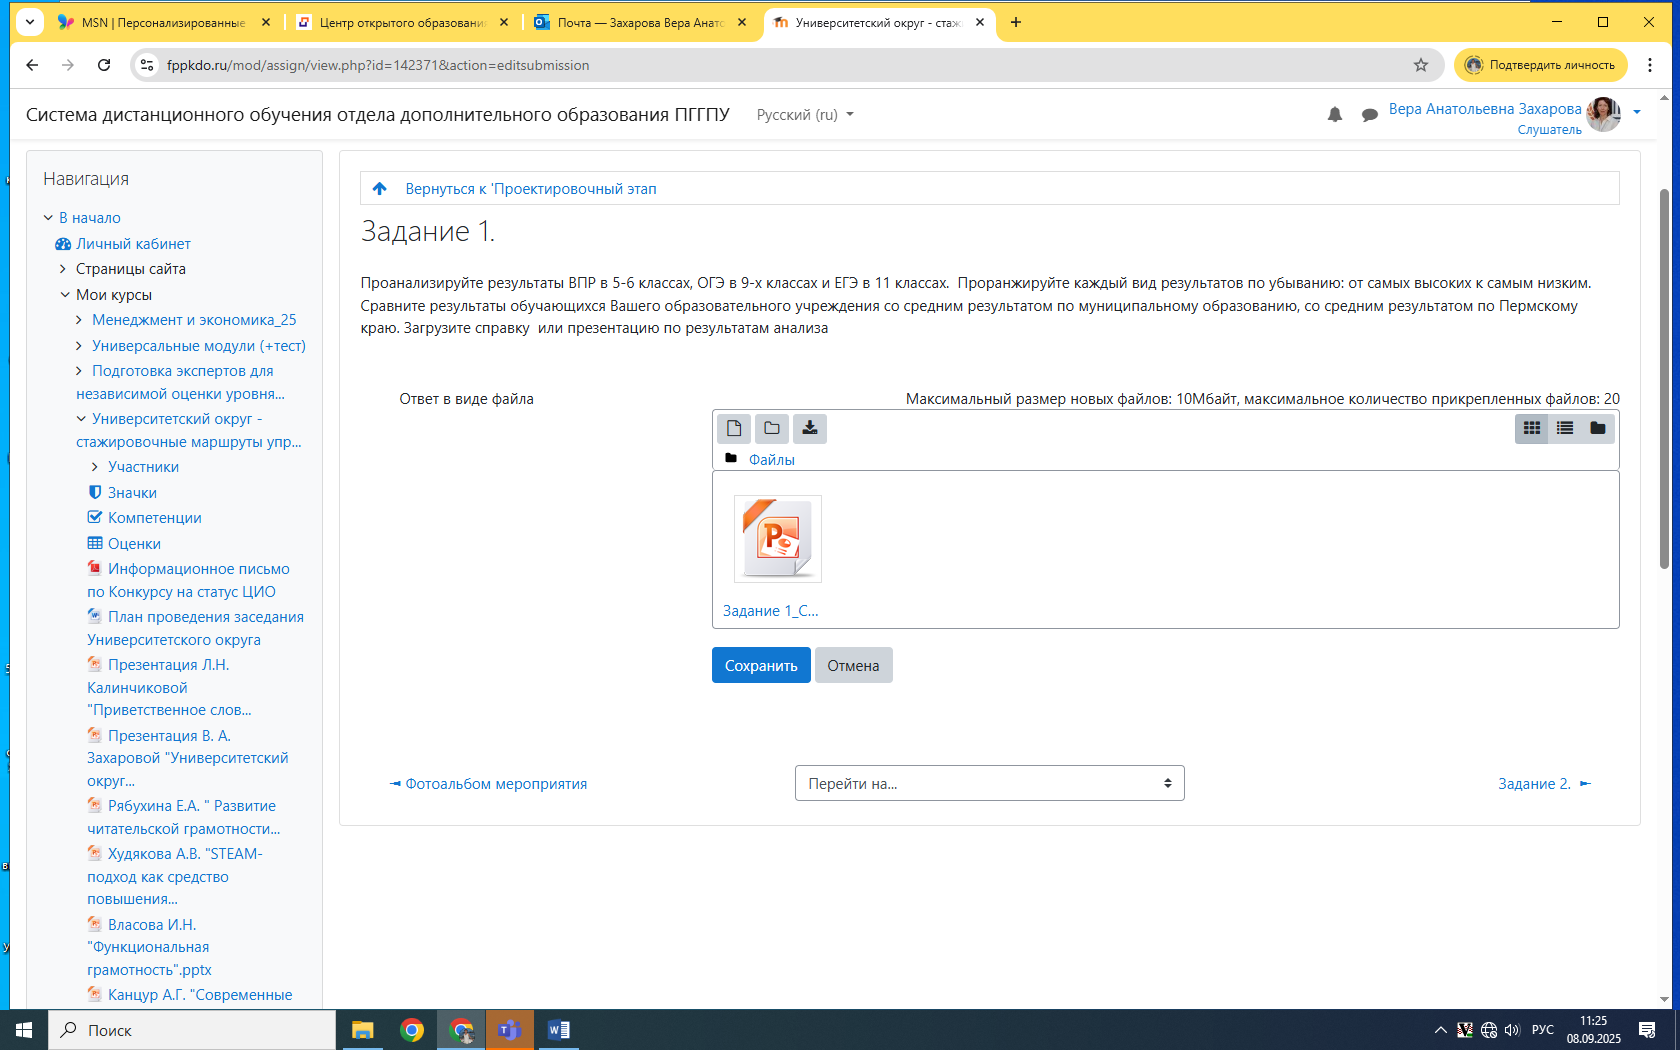 MSN | Персонализированные
Центр открытого образования
Почта — Захарова Вера Анато
Университетский округ - стаж
fppkdo.ru/mod/assign/view.php?id=142371&action=editsubmission
Подтвердить личность
Система дистанционного обучения отдела дополнительного образования ПГГПУ
Русский (ru)
Вера Анатольевна Захарова
Слушатель
Навигация
В начало
Личный кабинет
Страницы сайта
Мои курсы
Менеджмент и экономика_25
Универсальные модули (+тест)
Подготовка экспертов для
независимой оценки уровня...
Университетский округ -
стажировочные маршруты упр...
Участники
Значки
Компетенции
Оценки
Информационное письмо
по Конкурсу на статус ЦИО
План проведения заседания
Университетского округа
Презентация Л.Н.
Калинчиковой
"Приветственное слов...
Презентация В. А.
Захаровой "Университетский
округ...
Рябухина Е.А. " Развитие
читательской грамотности...
Худякова А.В. "STEAM-
подход как средство
повышения...
Власова И.Н.
"Функциональная
грамотность".pptx
Канцур А.Г. "Современные
Вернуться к 'Проектировочный этап
Задание 1.
Проанализируйте результаты ВПР в 5-6 классах, ОГЭ в 9-х классах и ЕГЭ в 11 классах.  Проранжируйте каждый вид результатов по убыванию: от самых высоких к самым низким.
Сравните результаты обучающихся Вашего образовательного учреждения со средним результатом по муниципальному образованию, со средним результатом по Пермскому
краю. Загрузите справку  или презентацию по результатам анализа
Ответ в виде файла
Максимальный размер новых файлов: 10Мбайт, максимальное количество прикрепленных файлов: 20
Файлы
Задание 1_С...
Сохранить
Отмена
◄ Фотоальбом мероприятия
Перейти на...
Задание 2. ►
Поиск
РУС
11:25
08.09.2025